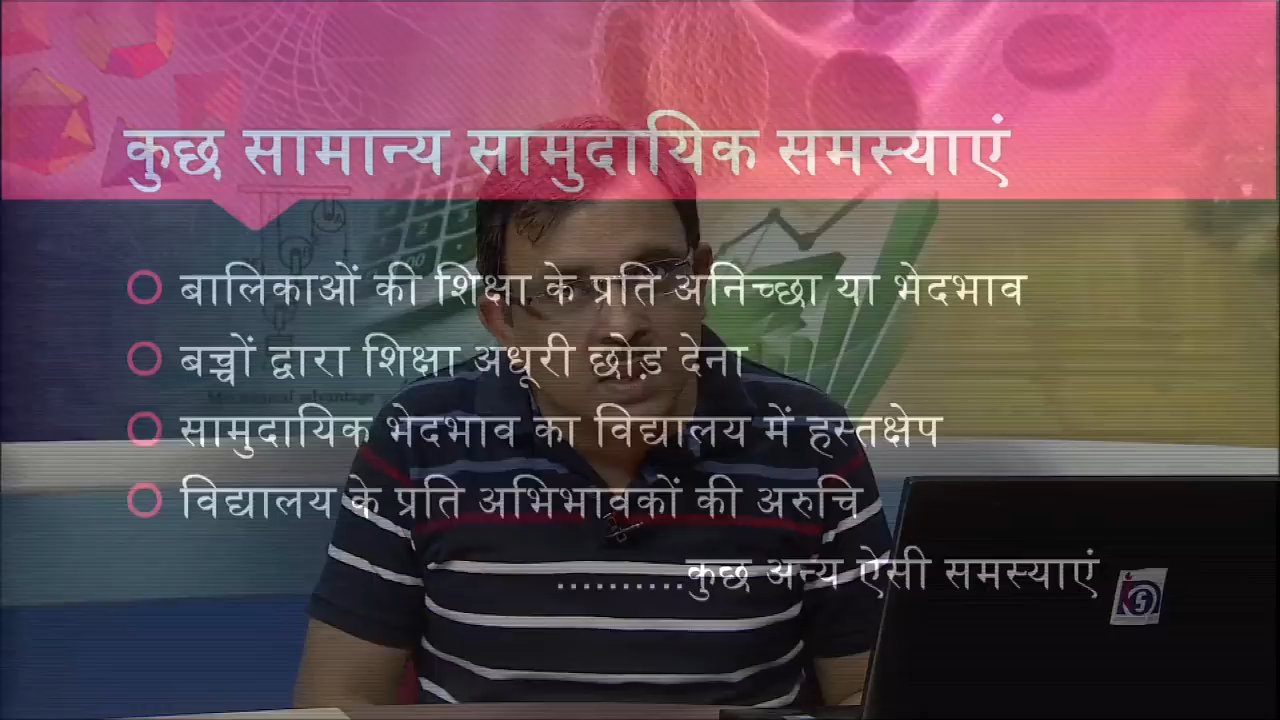 कुछ सामान्य सामुदायिक समस्याएं
बालिकाओं की शिक्षा के प्रति अनिच्छा या भेदभाव
बच्चों द्वारा शिक्षा अधूरी छोड़ देना
सामुदायिक भेदभाव का विद्यालय में हस्तक्षेप
विद्यालय के प्रति अभिभावकों की अरुचि
..........कुछ अन्य ऐसी समस्याएं